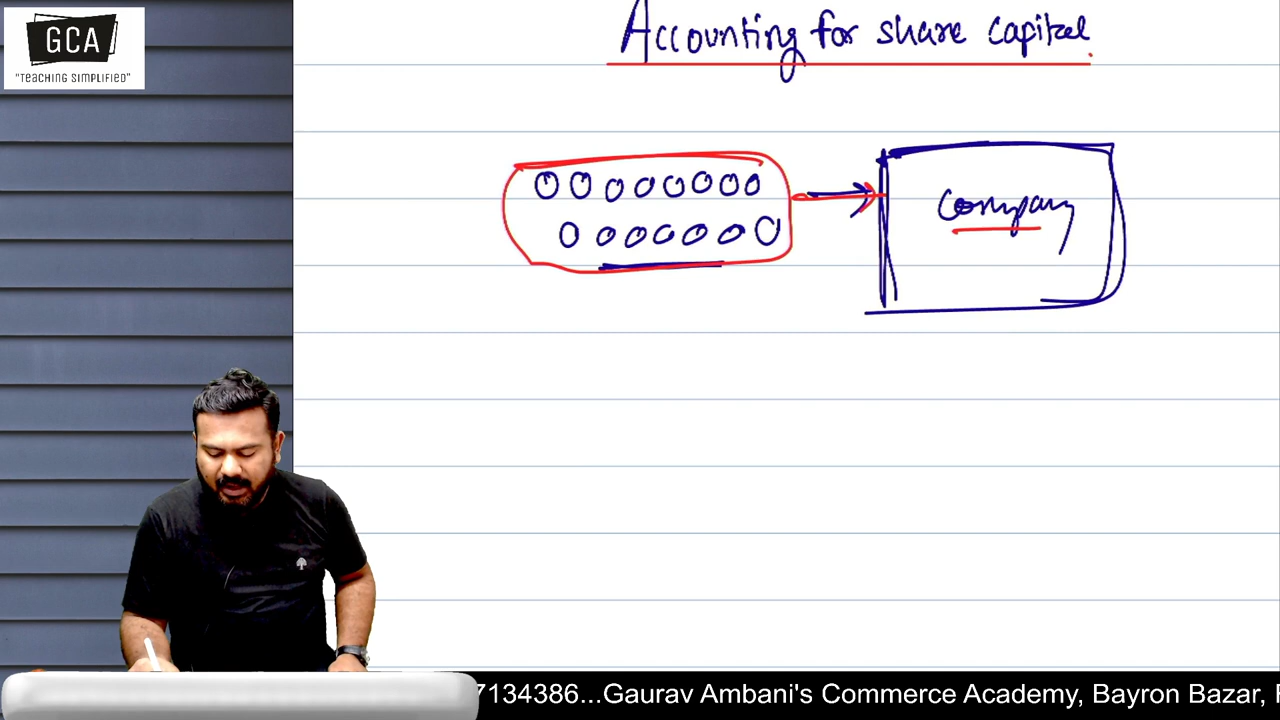 GCA
"TEACHING SIMPLIFIED"
Accounting for share capital
company
7134386...Gaurav Ambani's Commerce Academy, Bayron Bazar,